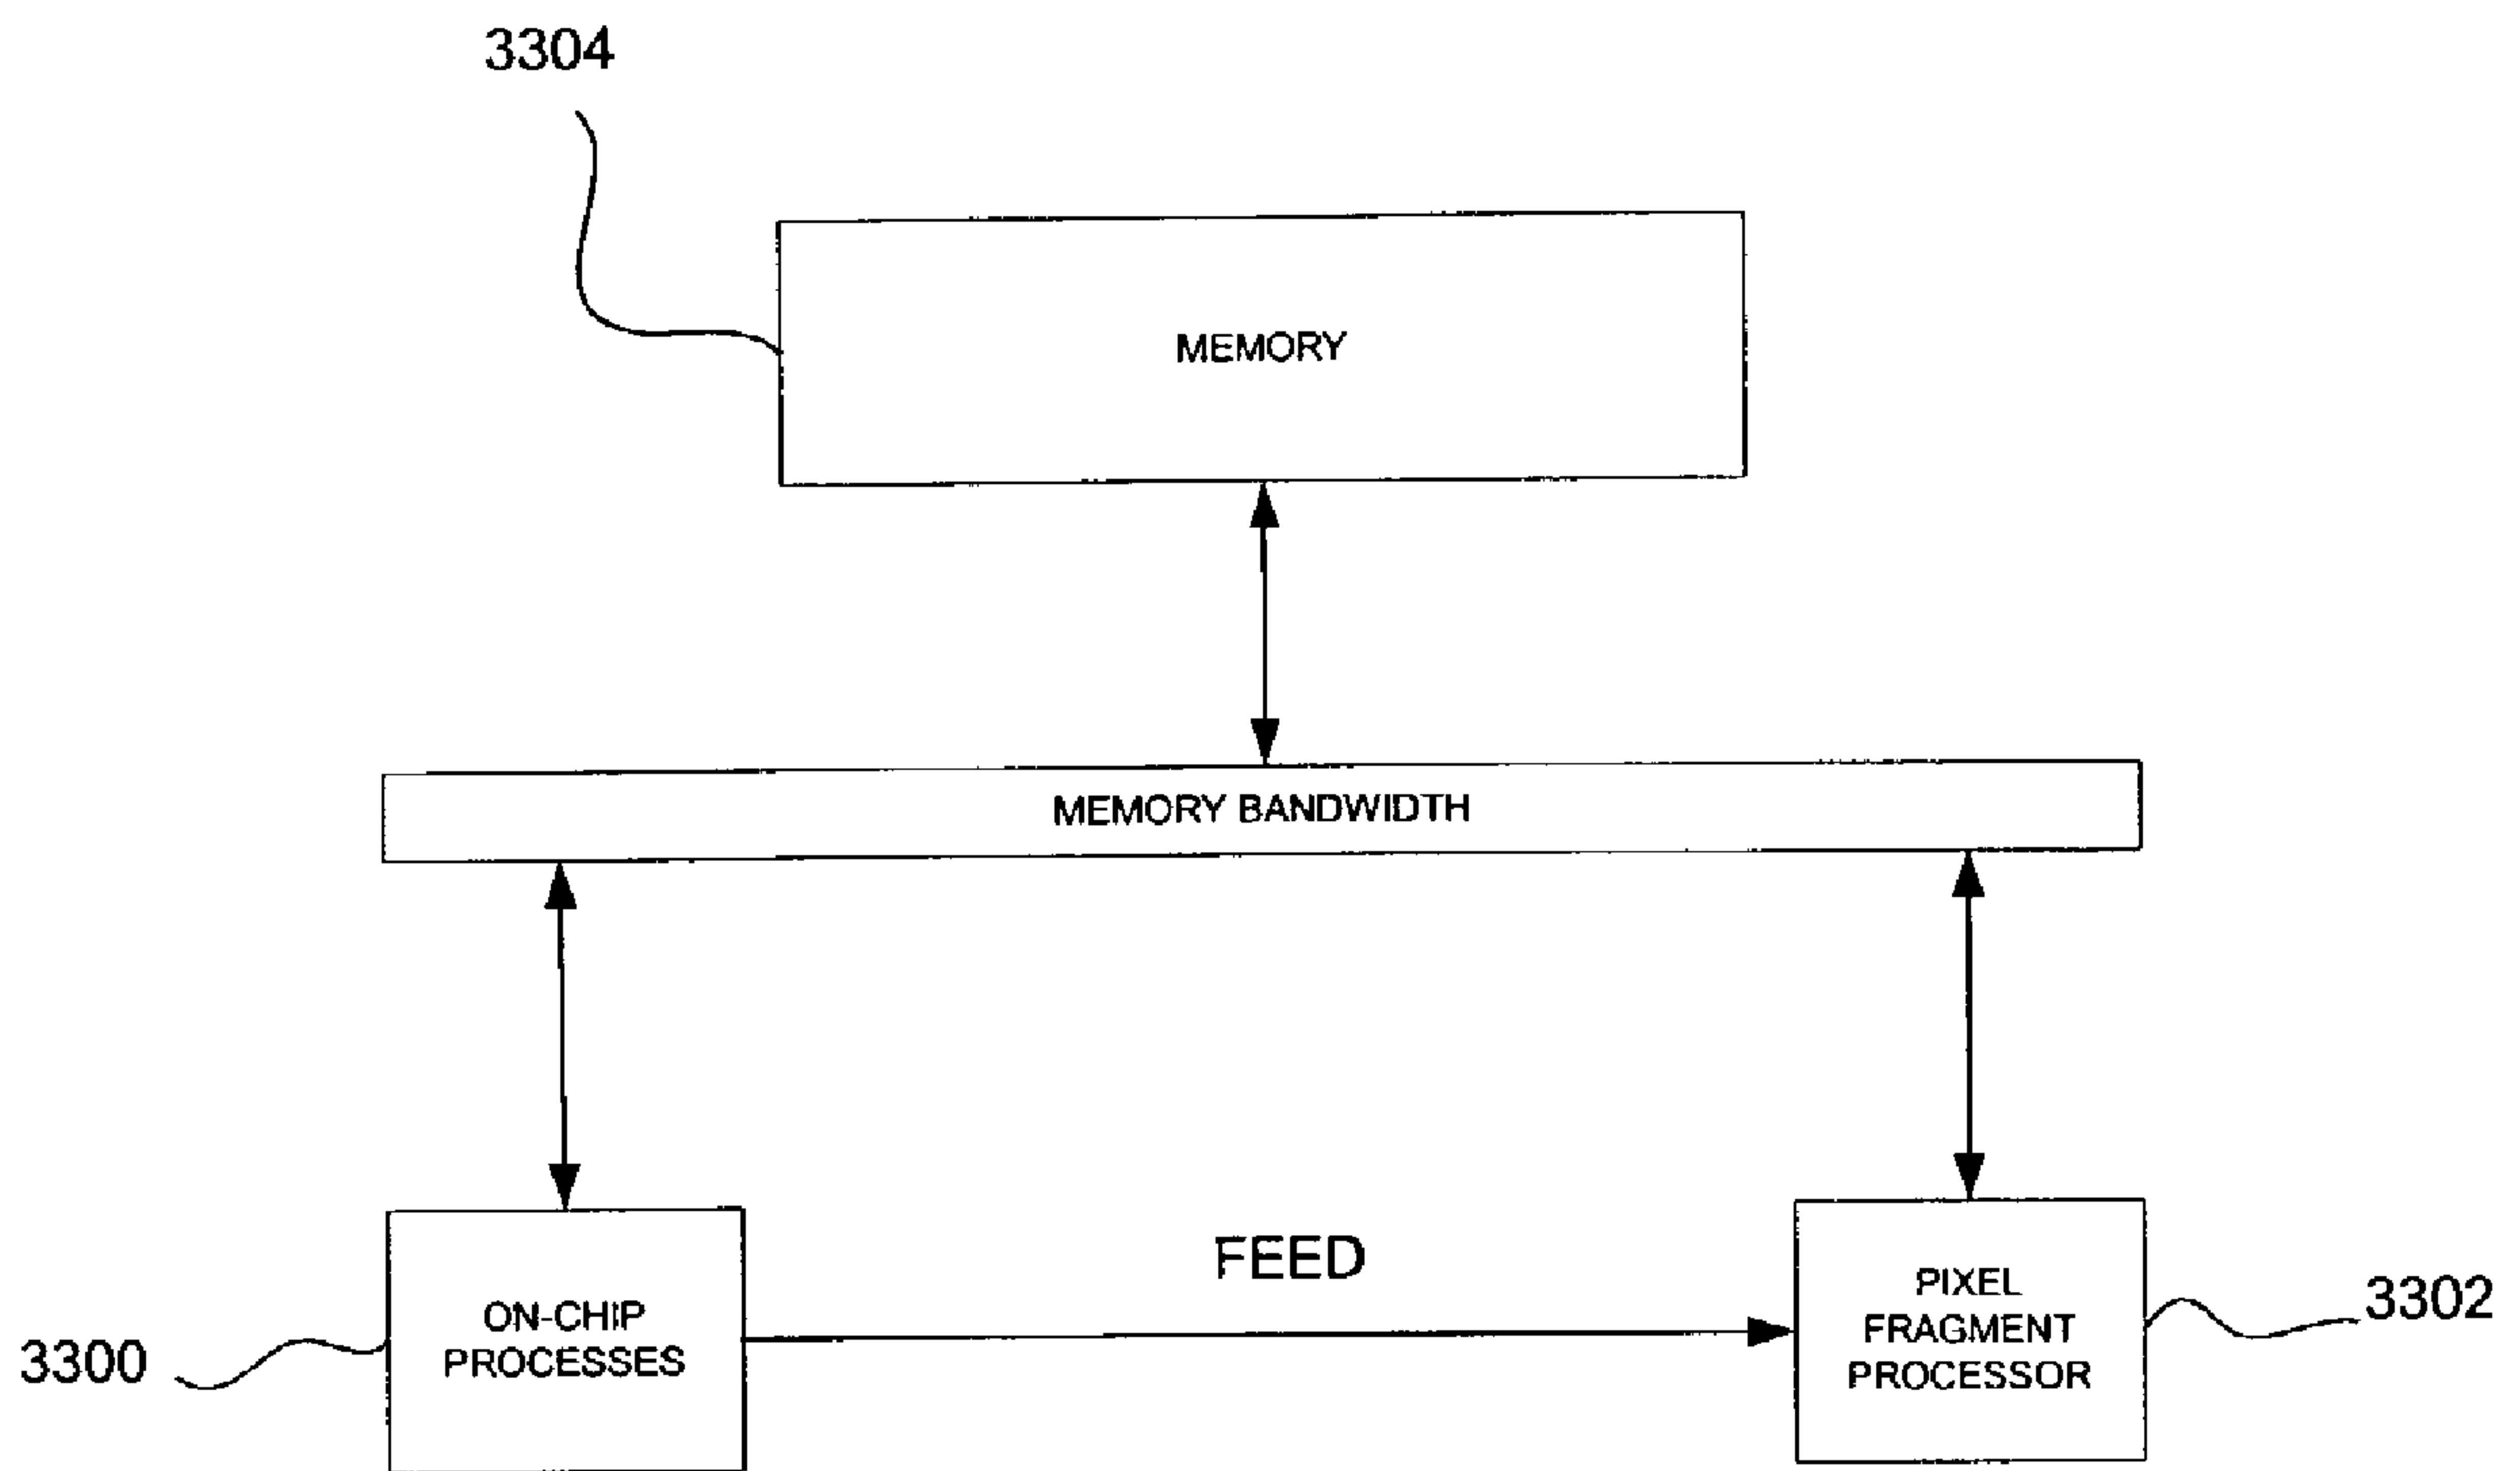 3304
MEMORY
MEMORY BANDWIDTH
FEED
ON-CHIP
PROCESSES
3300
PIXEL
FRAGMENT
PROCESSOR
3302